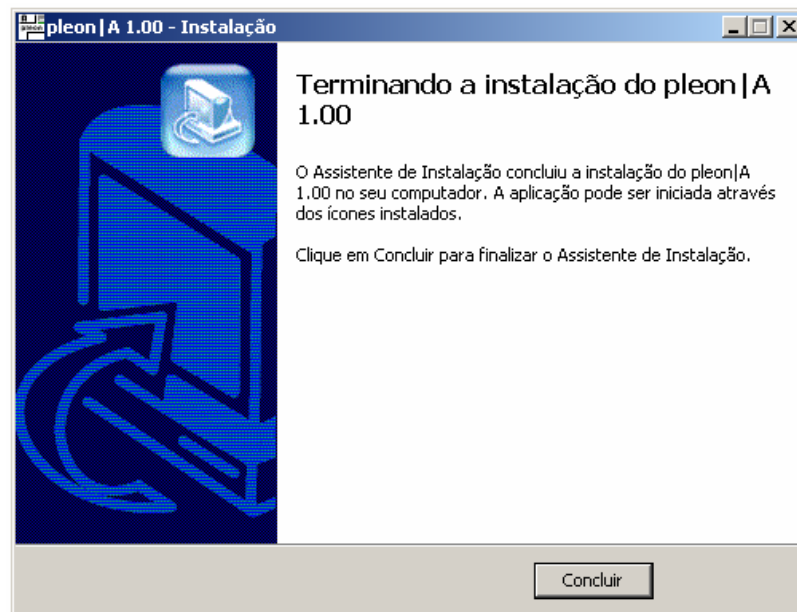 pleon|A 1.00 - Instalação
Terminando a instalação do pleon|A
1.00
O Assistente de Instalação concluiu a instalação do pleon|A
1.00 no seu computador. A aplicação pode ser iniciada através
dos ícones instalados.
Clique em Concluir para finalizar o Assistente de Instalação.
Concluir